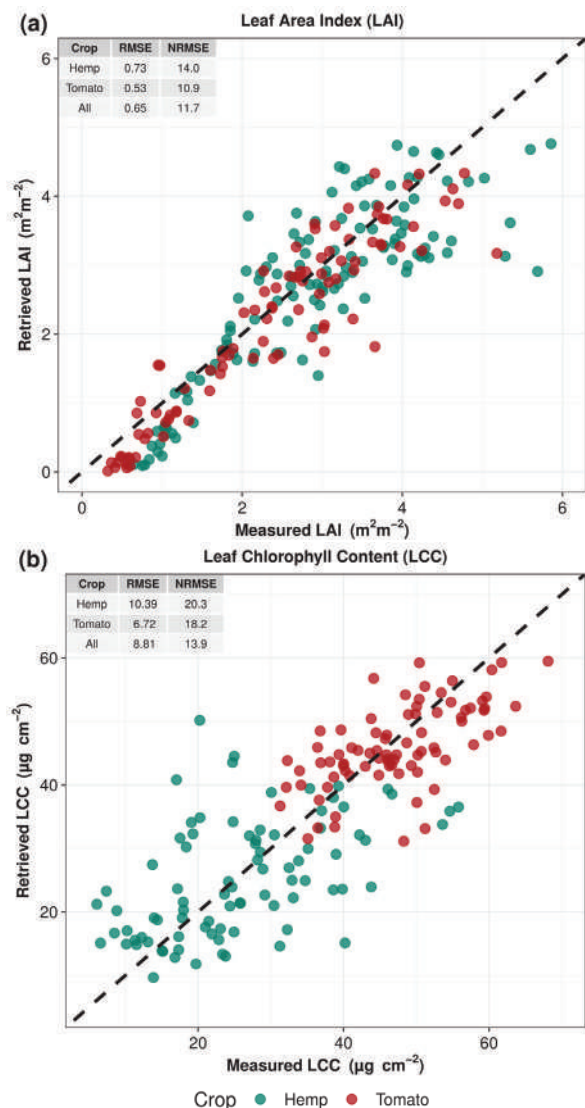 (a)
Leaf Area Index (LAI)
Crop RMSE NRMSE
Hemp 0.73 14.0
Tomato 0.53 10.9
All 0.65 11.7
Retrieved LAI (m²m⁻²)
6
4
2
0
0 2 4 6
Measured LAI (m²m⁻²)
(b)
Leaf Chlorophyll Content (LCC)
Crop RMSE NRMSE
Hemp 10.39 20.3
Tomato 6.72 18.2
All 8.81 13.9
Retrieved LCC (µg cm⁻²)
60
40
20
20 40 60
Measured LCC (µg cm⁻²)
Crop Hemp Tomato